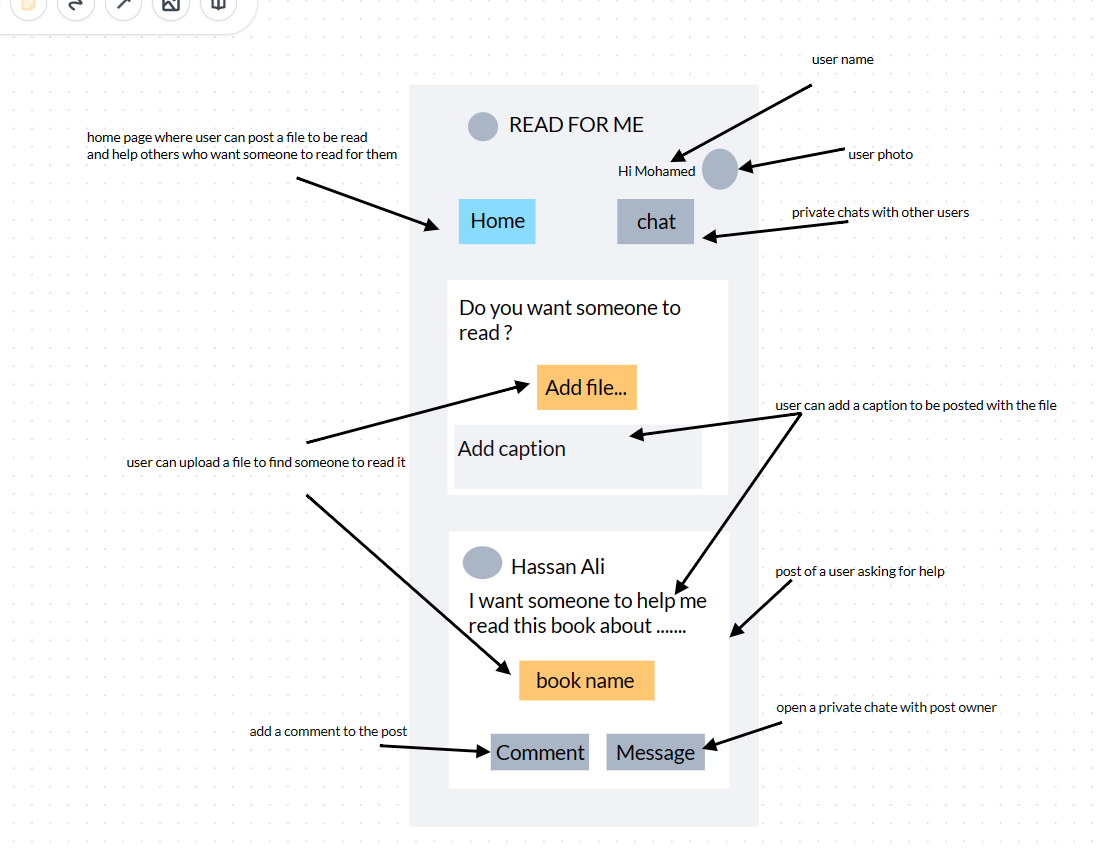 user name
READ FOR ME
home page where user can post a file to be read
and help others who want someone to read for them
user photo
Hi Mohamed
private chats with other users
Home
chat
Do you want someone to
read ?
Add file...
user can add a caption to be posted with the file
Add caption
user can upload a file to find someone to read it
Hassan Ali
post of a user asking for help
I want someone to help me
read this book about .......
book name
open a private chate with post owner
add a comment to the post
Comment
Message